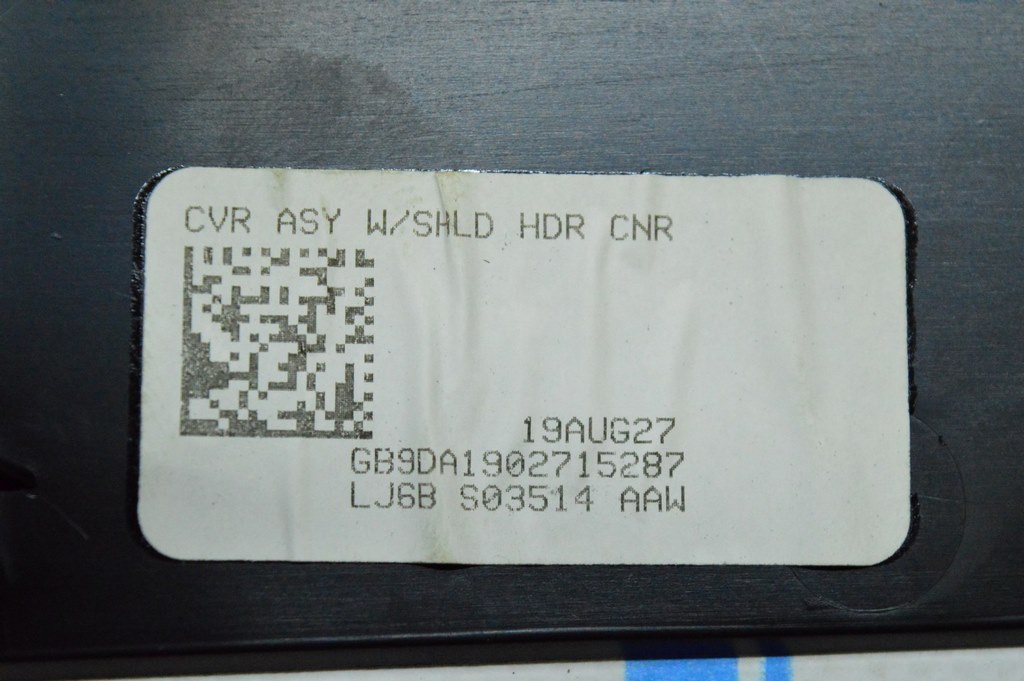 CVR ASY W/SHLD HDR CNR
19AUG27
GB9DA1902715287
LJ6B S03514 AAW